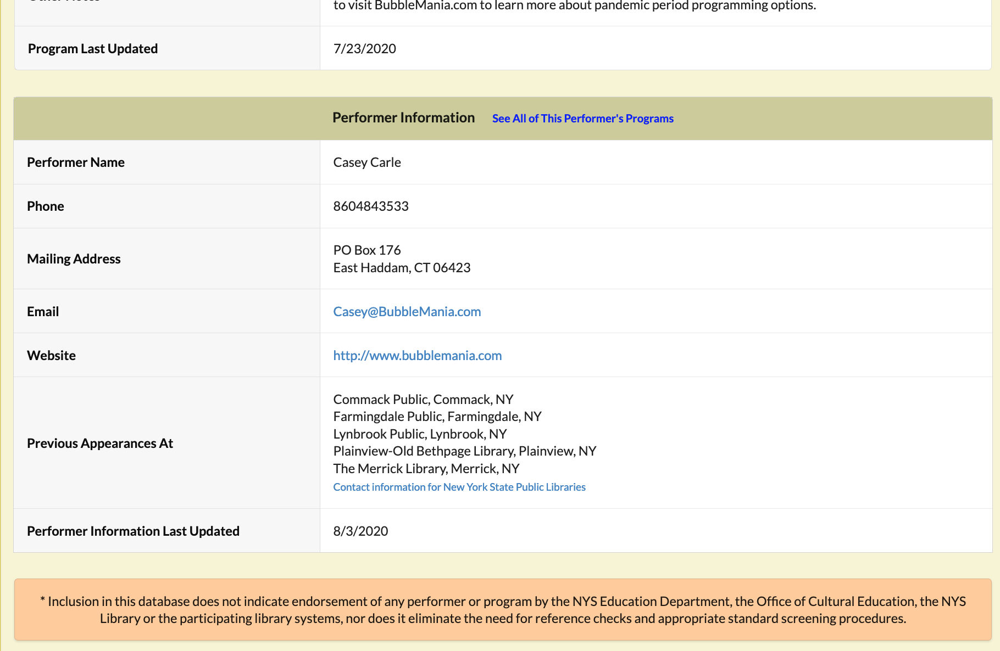 to visit BubbleMania.com to learn more about pandemic period programming options.
Program Last Updated
7/23/2020
Performer Information
See All of This Performer's Programs
Performer Name
Casey Carle
Phone
8604843533
Mailing Address
PO Box 176
East Haddam, CT 06423
Email
Casey@BubbleMania.com
Website
http://www.bubblemania.com
Previous Appearances At
Commack Public, Commack, NY
Farmingdale Public, Farmingdale, NY
Lynbrook Public, Lynbrook, NY
Plainview-Old Bethpage Library, Plainview, NY
The Merrick Library, Merrick, NY
Contact information for New York State Public Libraries
Performer Information Last Updated
8/3/2020
* Inclusion in this database does not indicate endorsement of any performer or program by the NYS Education Department, the Office of Cultural Education, the NYS
Library or the participating library systems, nor does it eliminate the need for reference checks and appropriate standard screening procedures.